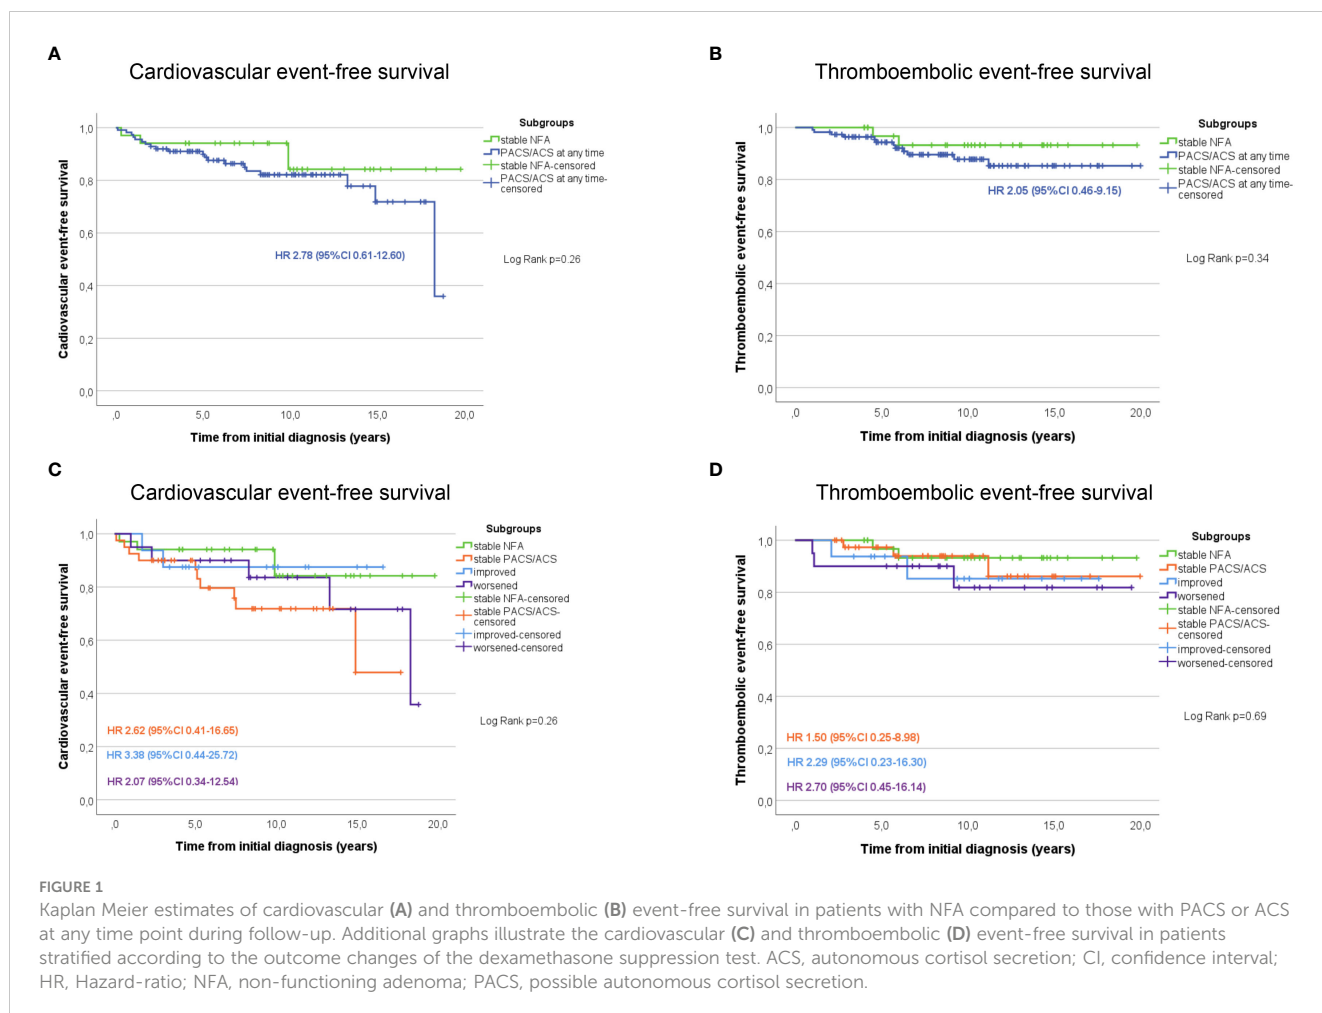 A
Cardiovascular event-free survival
Cadiovascular event-free survival
1,0
0,8
0,6
0,4
0,2
0,0
,0
5,0
10,0
15,0
20,0
Time from initial diagnosis (years)
HR 2.78 (95%CI 0.61-12.60)
Subgroups
stable NFA
PACS/ACS at any time
stable NFA-censored
PACS/ACS at any time-
censored
Log Rank p=0.26
B
Thromboembolic event-free survival
Thromboembolic event-free survival
1,0
0,8
0,6
0,4
0,2
0,0
,0
5,0
10,0
15,0
20,0
Time from initial diagnosis (years)
HR 2.05 (95%CI 0.46-9.15)
Subgroups
stable NFA
PACS/ACS at any time
stable NFA-censored
PACS/ACS at any time-
censored
Log Rank p=0.34
C
Cardiovascular event-free survival
Cardiovascular event-free survival
1,0
0,8
0,6
0,4
0,2
0,0
,0
5,0
10,0
15,0
20,0
Time from initial diagnosis (years)
HR 2.62 (95%CI 0.41-16.65)
HR 3.38 (95%CI 0.44-25.72)
HR 2.07 (95%CI 0.34-12.54)
Subgroups
stable NFA
stable PACS/ACS
improved
worsened
stable NFA-censored
stable PACS/ACS-
censored
improved-censored
worsened-censored
Log Rank p=0.26
D
Thromboembolic event-free survival
Thromboembolic event-free survival
1,0
0,8
0,6
0,4
0,2
0,0
,0
5,0
10,0
15,0
20,0
Time from initial diagnosis (years)
HR 1.50 (95%CI 0.25-8.98)
HR 2.29 (95%CI 0.23-16.30)
HR 2.70 (95%CI 0.45-16.14)
Subgroups
stable NFA
stable PACS/ACS
improved
worsened
stable NFA-censored
stable PACS/ACS-
censored
improved-censored
worsened-censored
Log Rank p=0.69
FIGURE 1
Kaplan Meier estimates of cardiovascular (A) and thromboembolic (B) event-free survival in patients with NFA compared to those with PACS or ACS
at any time point during follow-up. Additional graphs illustrate the cardiovascular (C) and thromboembolic (D) event-free survival in patients
stratified according to the outcome changes of the dexamethasone suppression test. ACS, autonomous cortisol secretion; CI, confidence interval;
HR, Hazard-ratio; NFA, non-functioning adenoma; PACS, possible autonomous cortisol secretion.